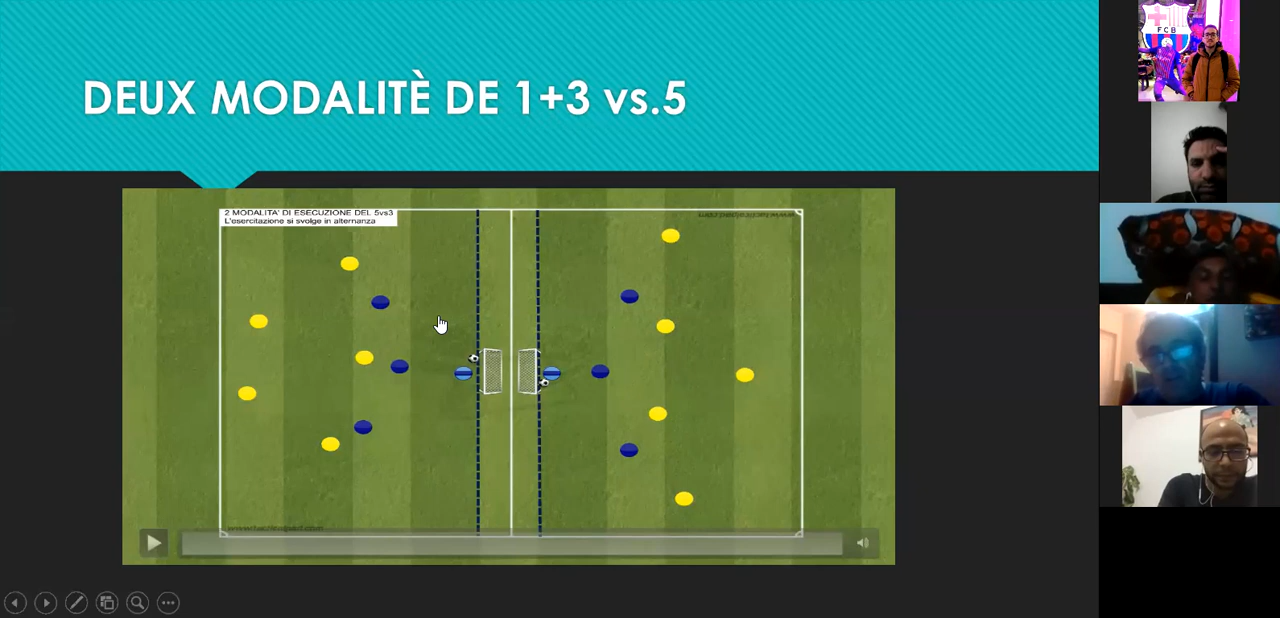 DEUX MODALITÈ DE 1+3 vs.5
2 MODALITA' DI ESECUZIONE DEL 5vs3
L'esercitazione si svolge in alternanza
FCB